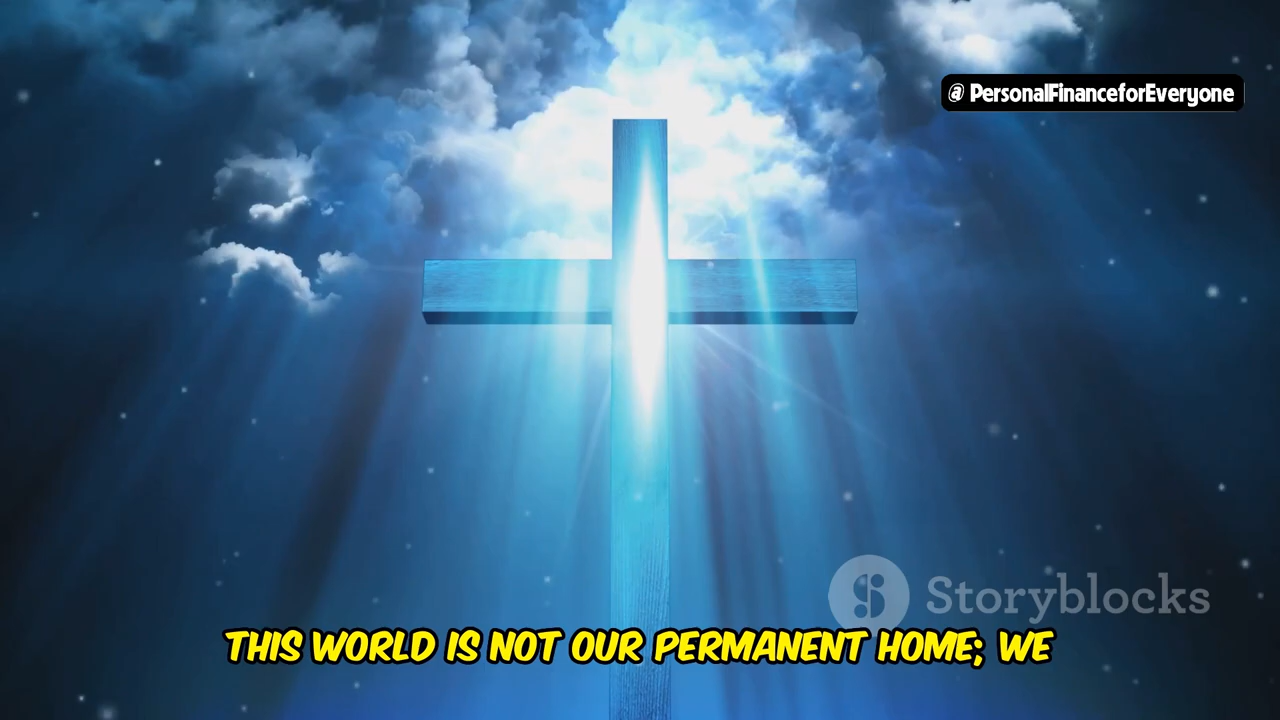 @ PersonalFinanceforEveryone
Storyblocks
THIS WORLD IS NOT OUR PERMANENT HOME; WE